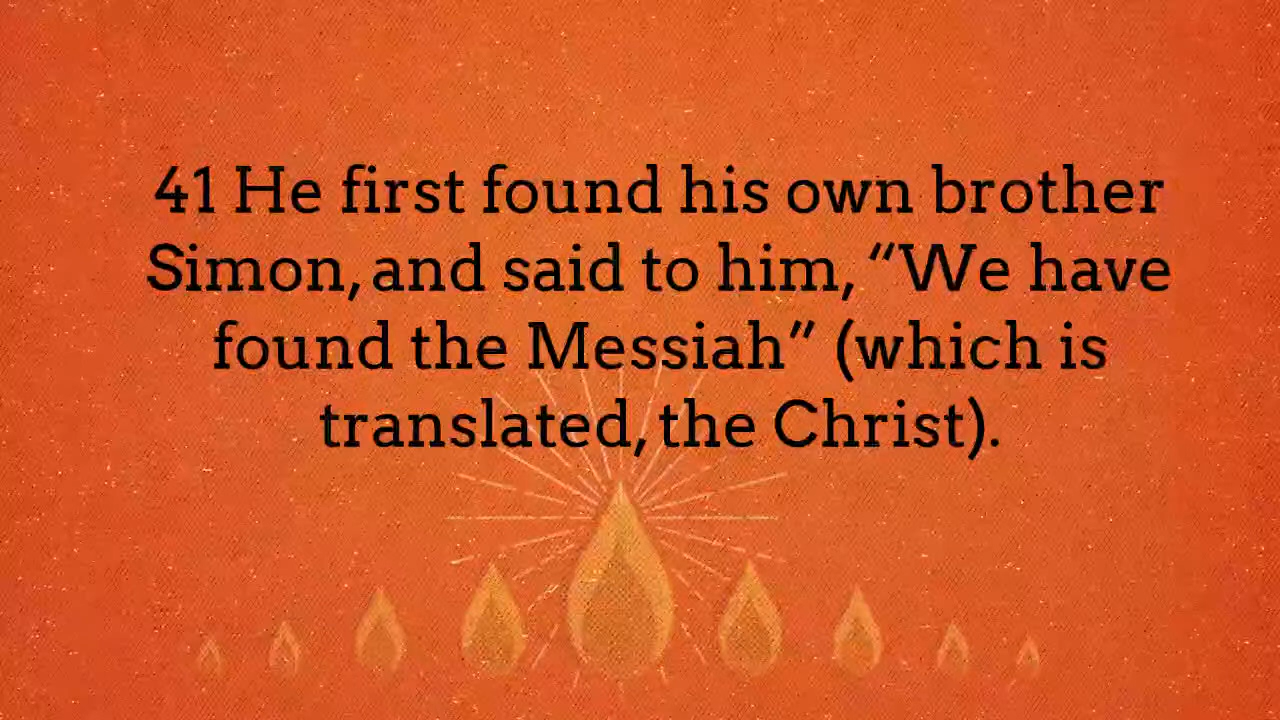 41 He first found his own brother
Simon, and said to him, “We have
found the Messiah” (which is
translated, the Christ).